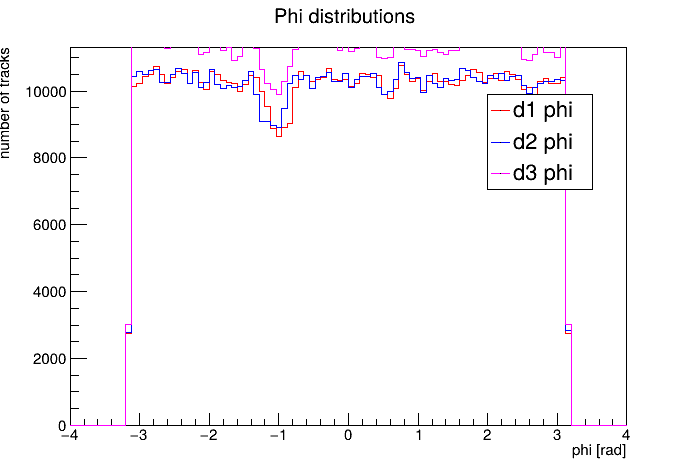 Phi distributions
number of tracks
10000
8000
6000
4000
2000
0
d1 phi
d2 phi
d3 phi
−4 −3 −2 −1 0 1 2 3 4
phi [rad]